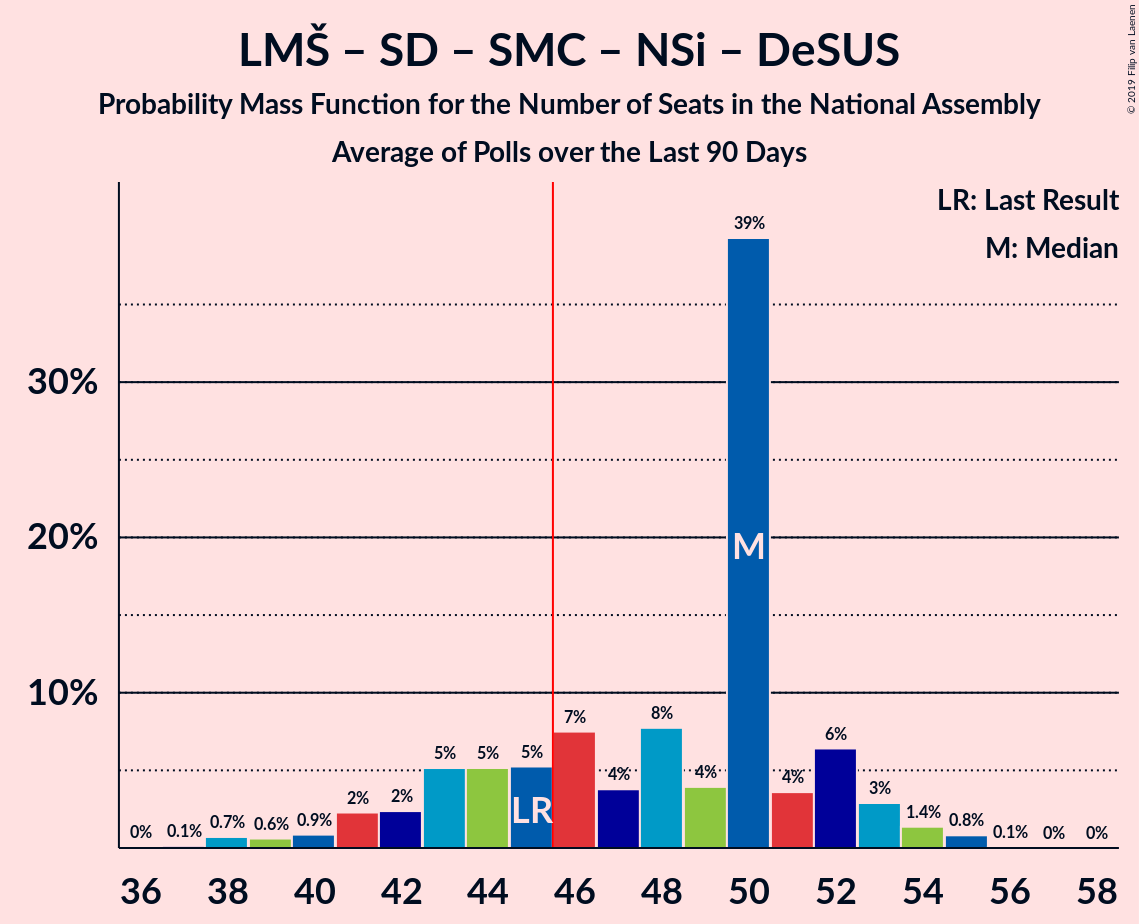 LMŠ – SD – SMC – NSi – DeSUS
Probability Mass Function for the Number of Seats in the National Assembly
Average of Polls over the Last 90 Days
© 2019 Filip van Laenen
LR: Last Result
M: Median
39%
30%
20%
10%
M
LR
0% 0.1% 0.7% 0.6% 0.9% 2% 2% 5% 5% 5% 7% 4% 8% 4% 4% 6% 3% 1.4% 0.8% 0.1% 0% 0%
36 38 40 42 44 46 48 50 52 54 56 58